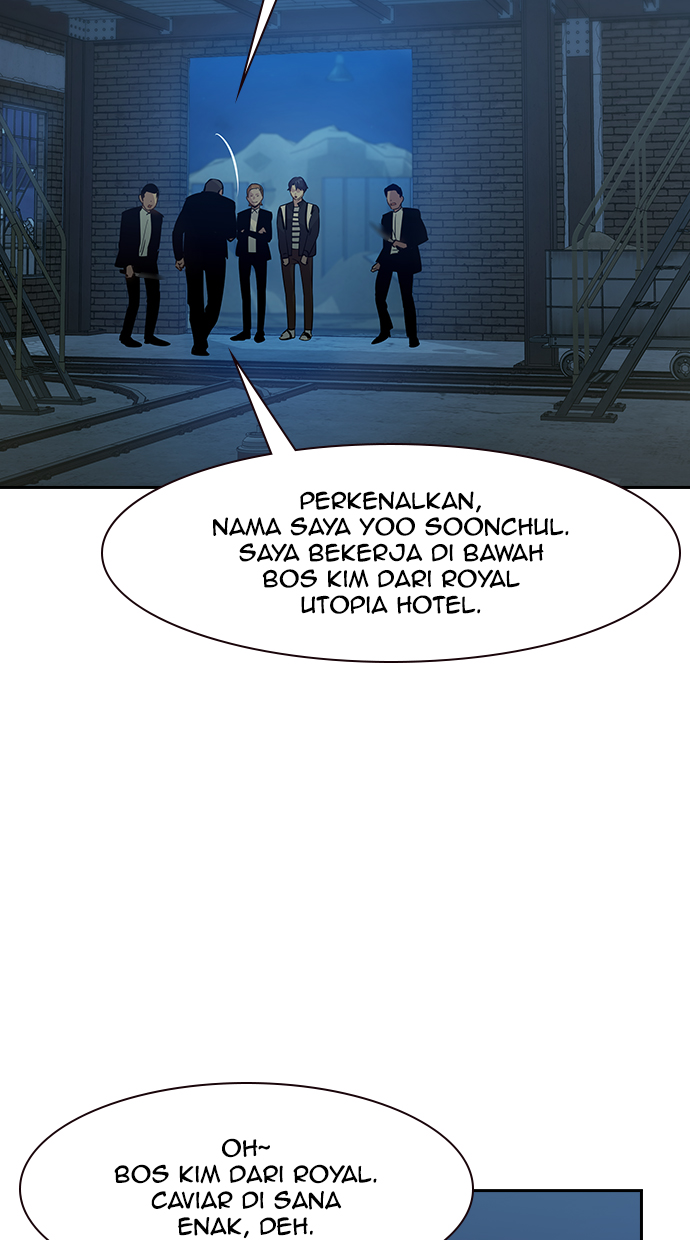 PERKENALKAN,
NAMA SAYA YOO SOONCHUL.
SAYA BEKERJA DI BAWAH
BOS KIM DARI ROYAL
UTOPIA HOTEL.
OH~
BOS KIM DARI ROYAL.
CAVIAR DI SANA
ENAK, DEH.